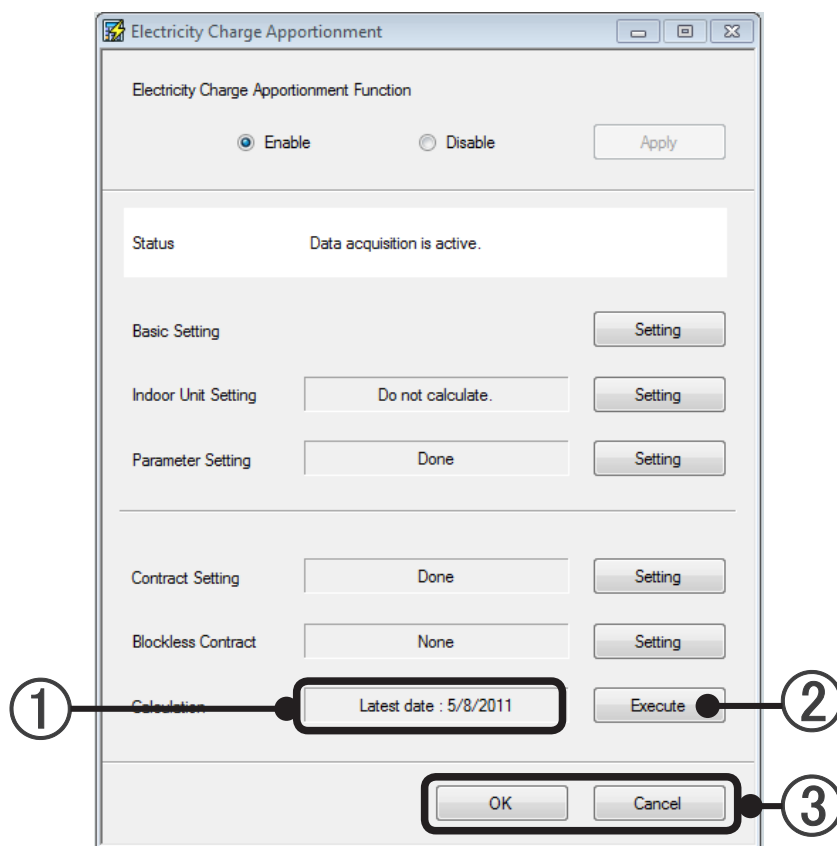 Electricity Charge Apportionment
Electricity Charge Apportionment Function
Enable Disable Apply
Status Data acquisition is active.
Basic Setting Setting
Indoor Unit Setting Do not calculate. Setting
Parameter Setting Done Setting
Contract Setting Done Setting
Blockless Contract None Setting
① Calculation Latest date : 5/8/2011 Execute ②
OK Cancel ③